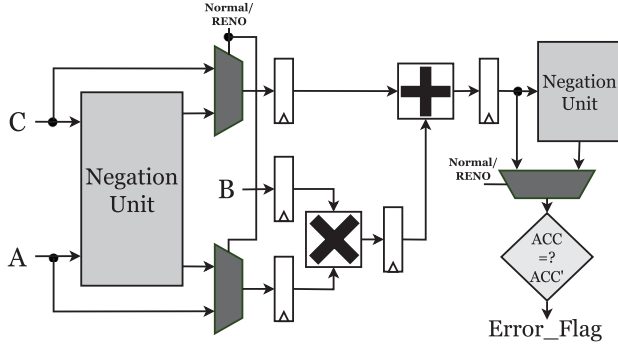 Normal/
RENO
C
Negation
Unit
A
B
Negation
Unit
Normal/
RENO
ACC
=?
ACC'
Error_Flag